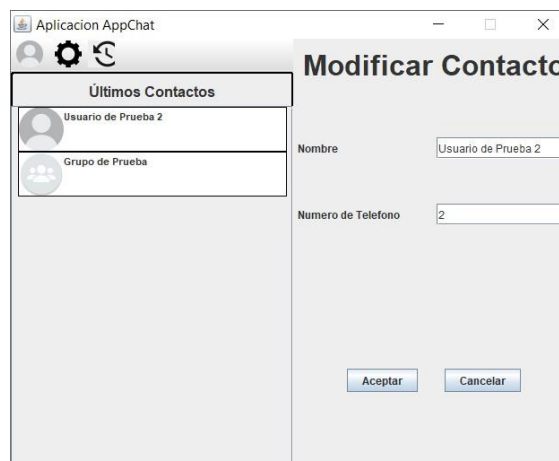 Aplicacion AppChat
Últimos Contactos
Usuario de Prueba 2
Grupo de Prueba
Modificar Contacto
Nombre
Usuario de Prueba 2
Numero de Telefono
2
Aceptar
Cancelar